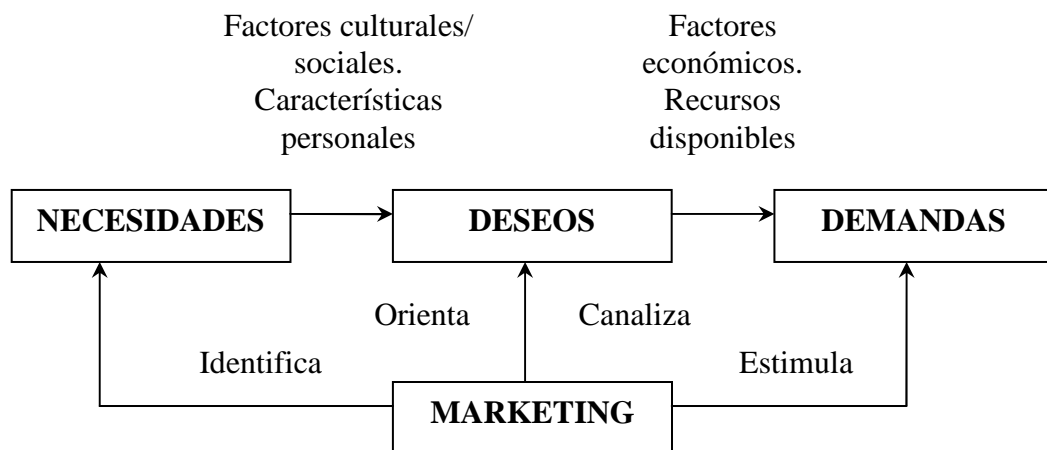 Factores culturales/
sociales.
Características
personales
Factores
económicos.
Recursos
disponibles
NECESIDADES
DESEOS
DEMANDAS
Orienta
Canaliza
Identifica
Estimula
MARKETING